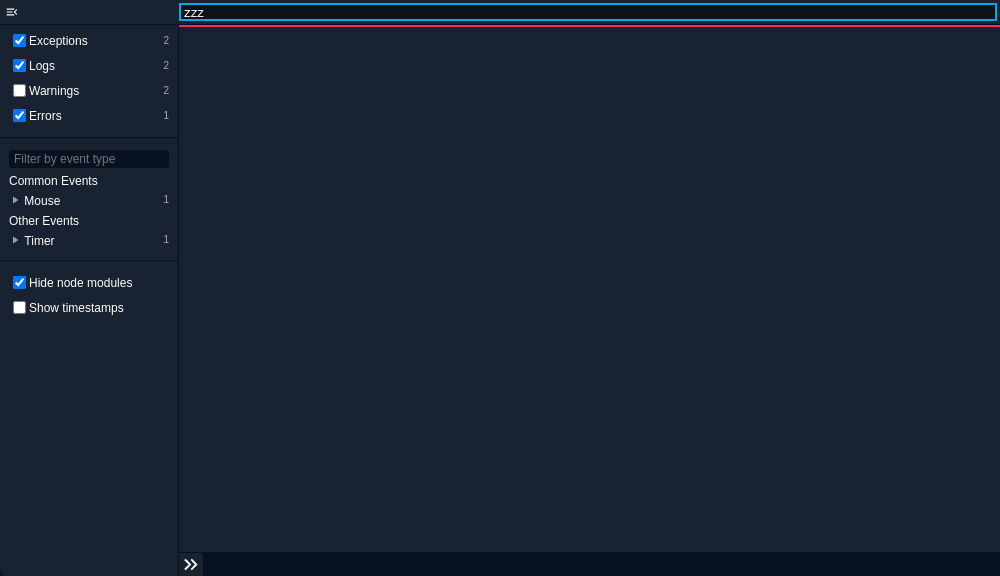 zzz
Exceptions 2
Logs 2
Warnings 2
Errors 1
Filter by event type
Common Events
Mouse 1
Other Events
Timer 1
Hide node modules
Show timestamps